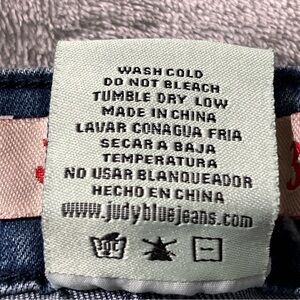 WASH COLD
DO NOT BLEACH
TUMBLE DRY LOW
MADE IN CHINA
LAVAR CONAGUA FRIA
SECAR A BAJA
TEMPERATURA
NO USAR BLANQUEADOR
HECHO EN CHINA
www.judybluejeans.com